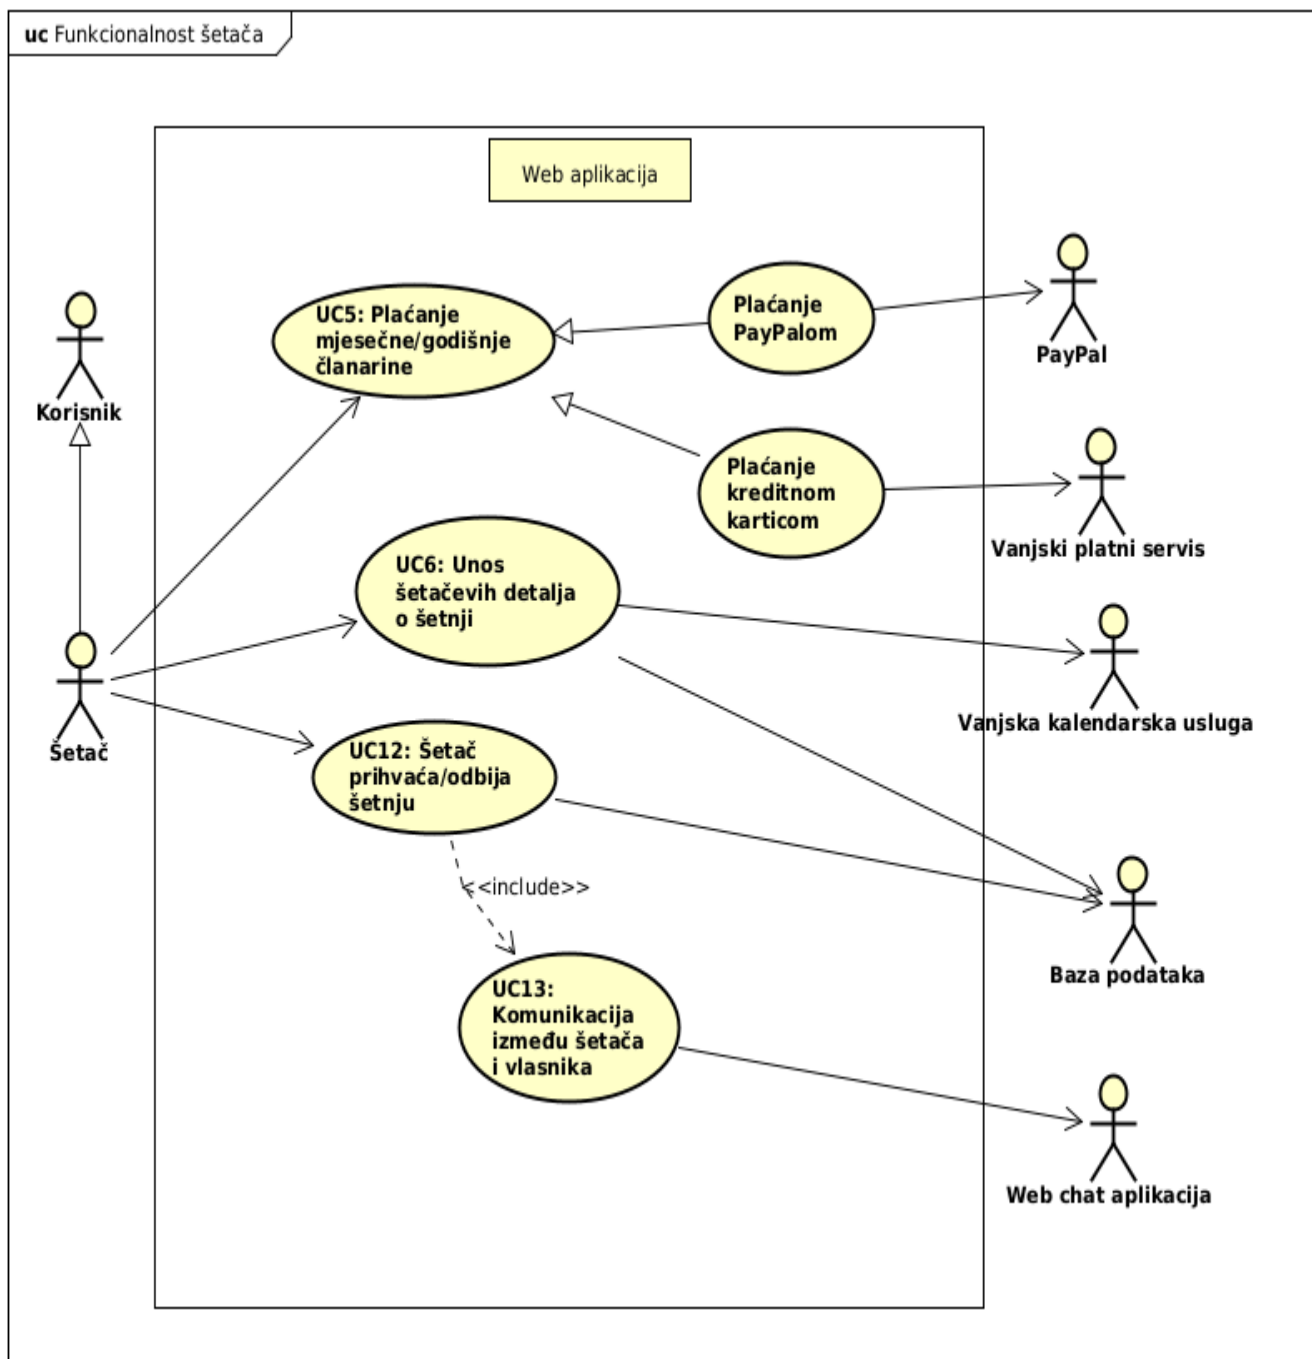 uc Funkcionalnost šetača
Web aplikacija
UC5: Plaćanje
mjesečne/godišnje
članarine
Plaćanje
PayPalom
PayPal
Korisnik
Plaćanje
kreditnom
karticom
Vanjski platni servis
UC6: Unos
šetačevih detalja
o šetnji
Vanjska kalendarska usluga
Šetač
UC12: Šetač
prihvaća/odbija
šetnju
<<include>>
Baza podataka
UC13:
Komunikacija
između šetača
i vlasnika
Web chat aplikacija